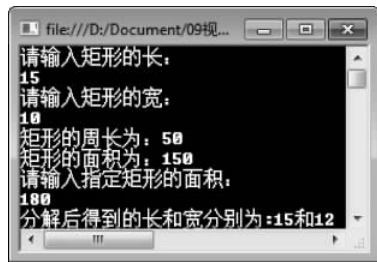 file:///D:/Document/09视...
请输入矩形的长:
15
请输入矩形的宽:
10
矩形的周长为: 50
矩形的面积为: 150
请输入指定矩形的面积:
180
分解后得到的长和宽分别为:15和12